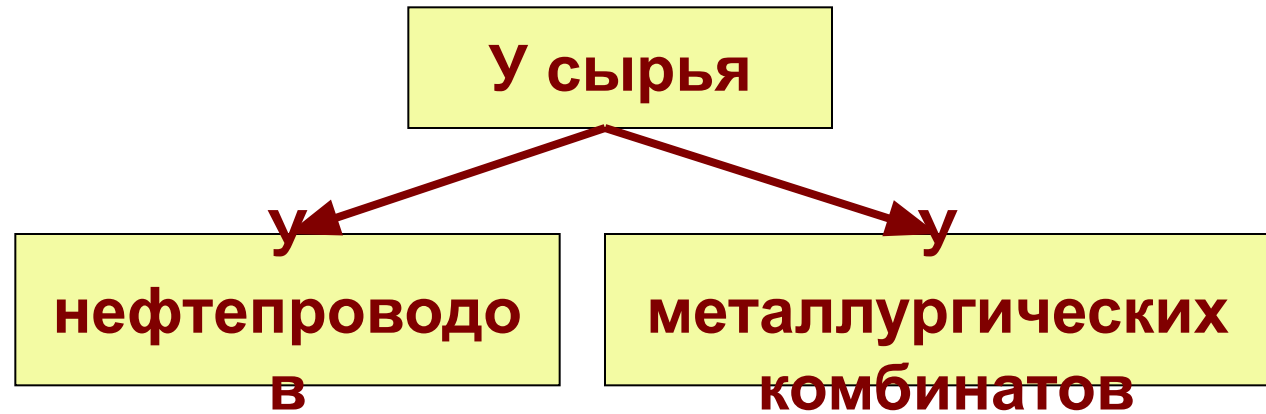 У сырья
У
нефтепроводо
в
У
металлургических
комбинатов